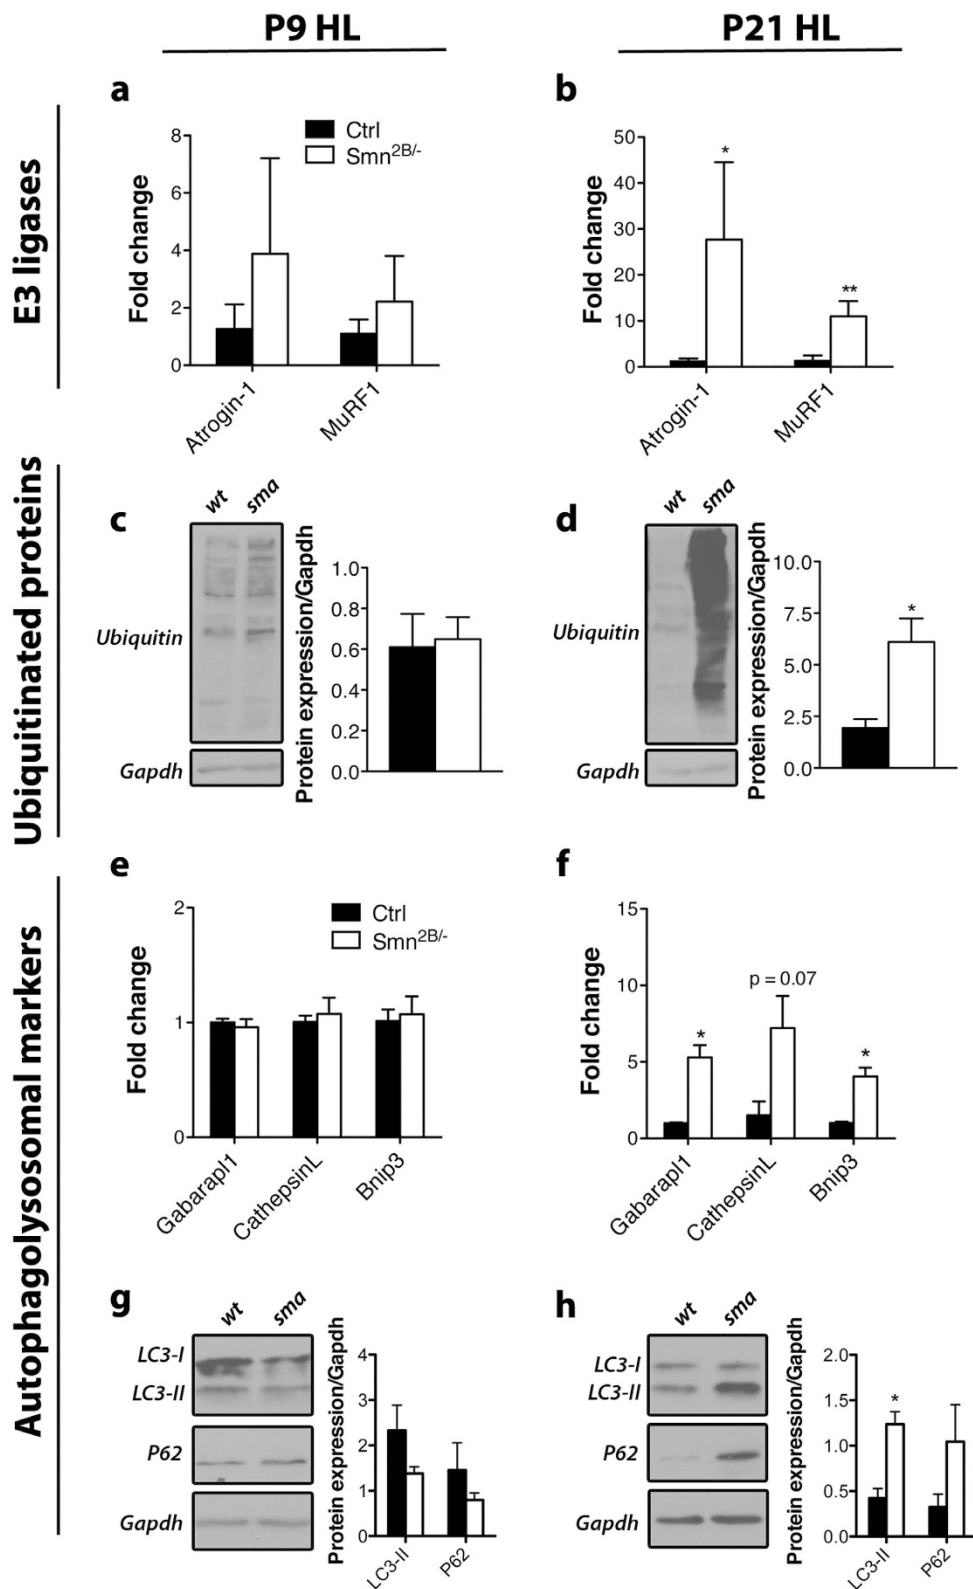 P9 HL
P21 HL
E3 ligases
a
Fold change
8
6
4
2
0
Ctrl
Smn2B/-
Atrogin-1
MuRF1
b
Fold change
50
40
30
20
10
0
*
**
Atrogin-1
MuRF1
Ubiquitinated proteins
c
wt
sma
Ubiquitin
Gapdh
Protein expression/Gapdh
1.0
0.8
0.6
0.4
0.2
0.0
d
wt
sma
Ubiquitin
Gapdh
Protein expression/Gapdh
10.0
7.5
5.0
2.5
0.0
*
Autophagolysosomal markers
e
Fold change
2
1
0
Ctrl
Smn2B/-
Gabarapl1
CathepsinL
Bnip3
f
Fold change
15
10
5
0
*
p = 0.07
*
Gabarapl1
CathepsinL
Bnip3
g
wt
sma
LC3-I
LC3-II
P62
Gapdh
Protein expression/Gapdh
4
3
2
1
0
LC3-II
P62
h
wt
sma
LC3-I
LC3-II
P62
Gapdh
Protein expression/Gapdh
2.0
1.5
1.0
0.5
0.0
*
LC3-II
P62